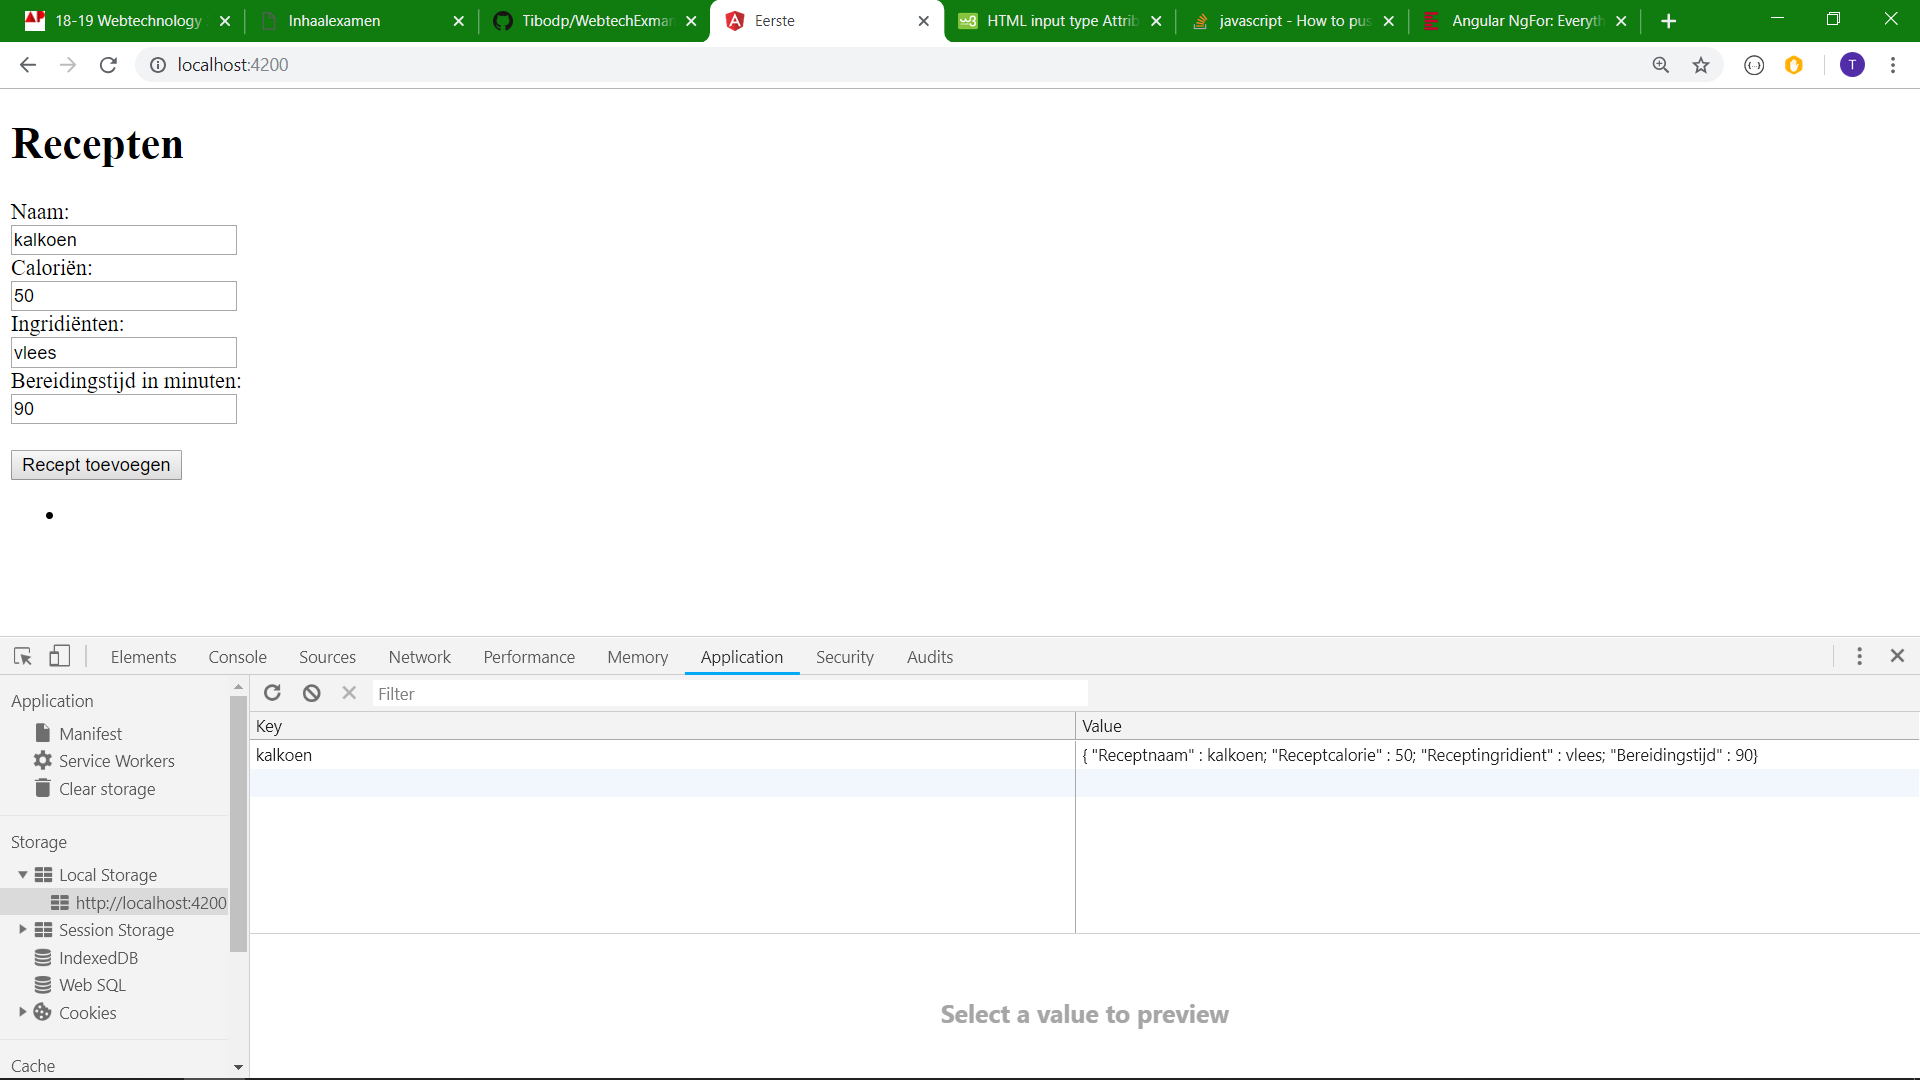 18-19 Webtechnology
Inhaalexamen
Tibodp/WebtechExman
Eerste
HTML input type Attrib
javascript - How to pus
Angular NgFor: Everyth
localhost:4200
T
Recepten
Naam:
kalkoen
Caloriën:
50
Ingridiënten:
vlees
Bereidingstijd in minuten:
90
Recept toevoegen
Elements
Console
Sources
Network
Performance
Memory
Application
Security
Audits
Application
Manifest
Service Workers
Clear storage
Storage
Local Storage
http://localhost:4200
Session Storage
IndexedDB
Web SQL
Cookies
Cache
Filter
Key
Value
kalkoen
{ "Receptnaam" : kalkoen; "Receptcalorie" : 50; "Receptingridient" : vlees; "Bereidingstijd" : 90}
Select a value to preview